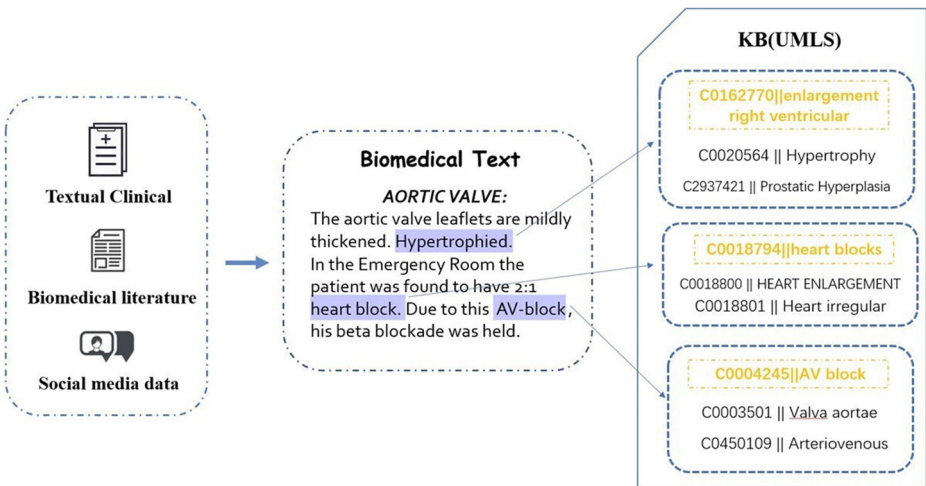 Textual Clinical
Biomedical literature
Social media data
Biomedical Text
AORTIC VALVE:
The aortic valve leaflets are mildly
thickened. Hypertrophied.
In the Emergency Room the
patient was found to have 2:1
heart block. Due to this AV-block,
his beta blockade was held.
KB(UMLS)
C0162770||enlargement
right ventricular
C0020564 || Hypertrophy
C2937421 || Prostatic Hyperplasia
C0018794||heart blocks
C0018800 || HEART ENLARGEMENT
C0018801 || Heart irregular
C0004245||AV block
C0003501 || Valva aortae
C0450109 || Arteriovenous